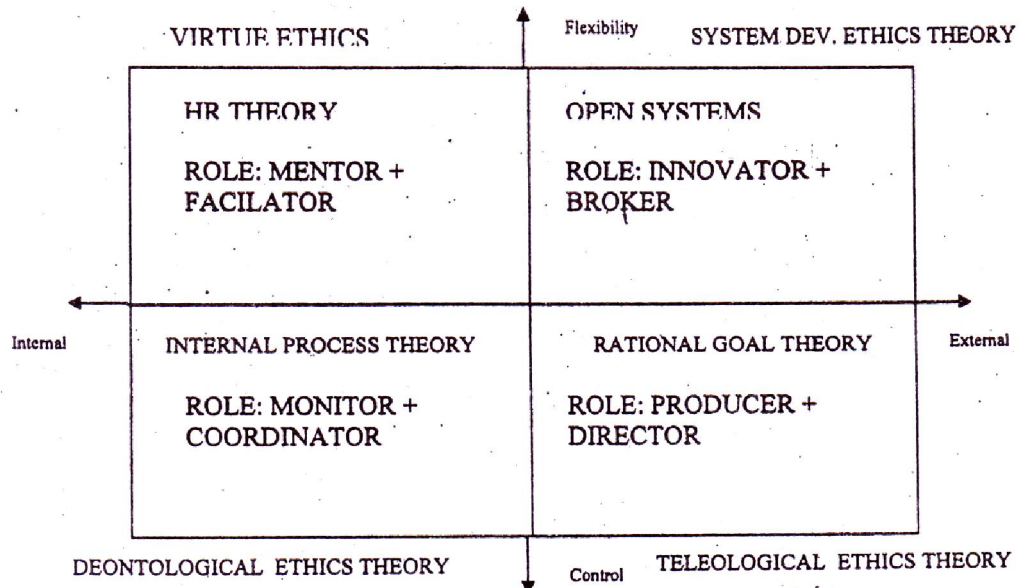 VIRTUE ETHICS
Flexibility
SYSTEM DEV. ETHICS THEORY
HR THEORY
ROLE: MENTOR +
FACILATOR
OPEN SYSTEMS
ROLE: INNOVATOR +
BROKER
Internal
External
INTERNAL PROCESS THEORY
ROLE: MONITOR +
COORDINATOR
RATIONAL GOAL THEORY
ROLE: PRODUCER +
DIRECTOR
DEONTOLOGICAL ETHICS THEORY
Control
TELEOLOGICAL ETHICS THEORY